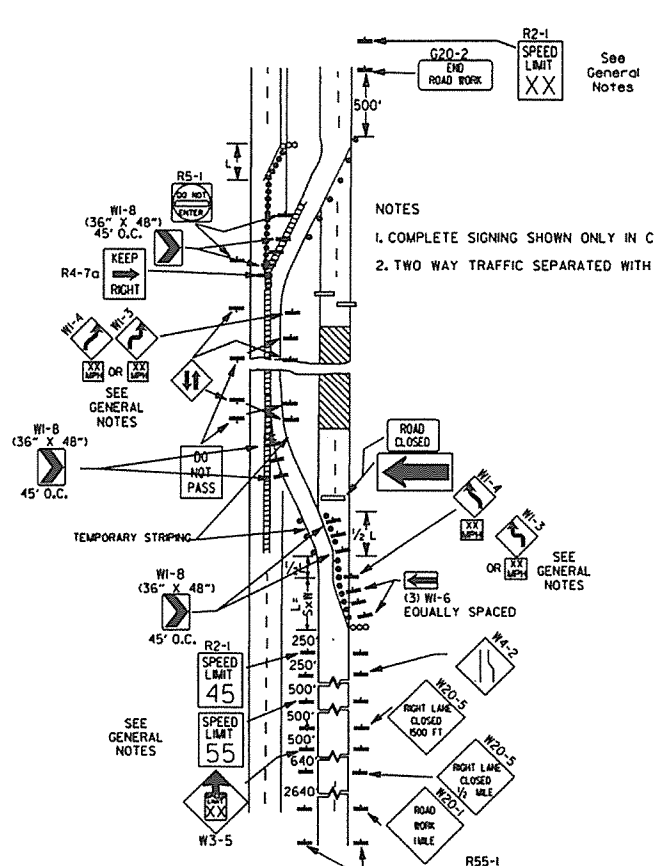 R2-1
SPEED
LIMIT
XX
See
General
Notes
G20-2
END
ROAD WORK
500'
L
R5-1
DO NOT
ENTER
W1-8
(36" X 48")
45' O.C.
NOTES
1. COMPLETE SIGNING SHOWN ONLY IN C
2. TWO WAY TRAFFIC SEPARATED WITH
R4-7a
KEEP
RIGHT
W1-4
W1-3
XX
MPH
OR
XX
MPH
SEE
GENERAL
NOTES
W1-8
(36" X 48")
45' O.C.
DO
NOT
PASS
ROAD
CLOSED
W1-4
XX
MPH
W1-3
OR
XX
MPH
SEE
GENERAL
NOTES
TEMPORARY STRIPING
1/2 L
1/2 L
L=
SxW
W1-8
(36" X 48")
45' O.C.
(3) W1-6
EQUALLY SPACED
R2-1
SPEED
LIMIT
45
250'
250'
500'
500'
500'
640'
2640'
W4-2
SPEED
LIMIT
55
SEE
GENERAL
NOTES
W20-5
RIGHT LANE
CLOSED
1500 FT
W20-5
RIGHT LANE
CLOSED
1/2 MILE
LIMIT
XX
W3-5
W20-1
ROAD
WORK
1 MILE
R55-1